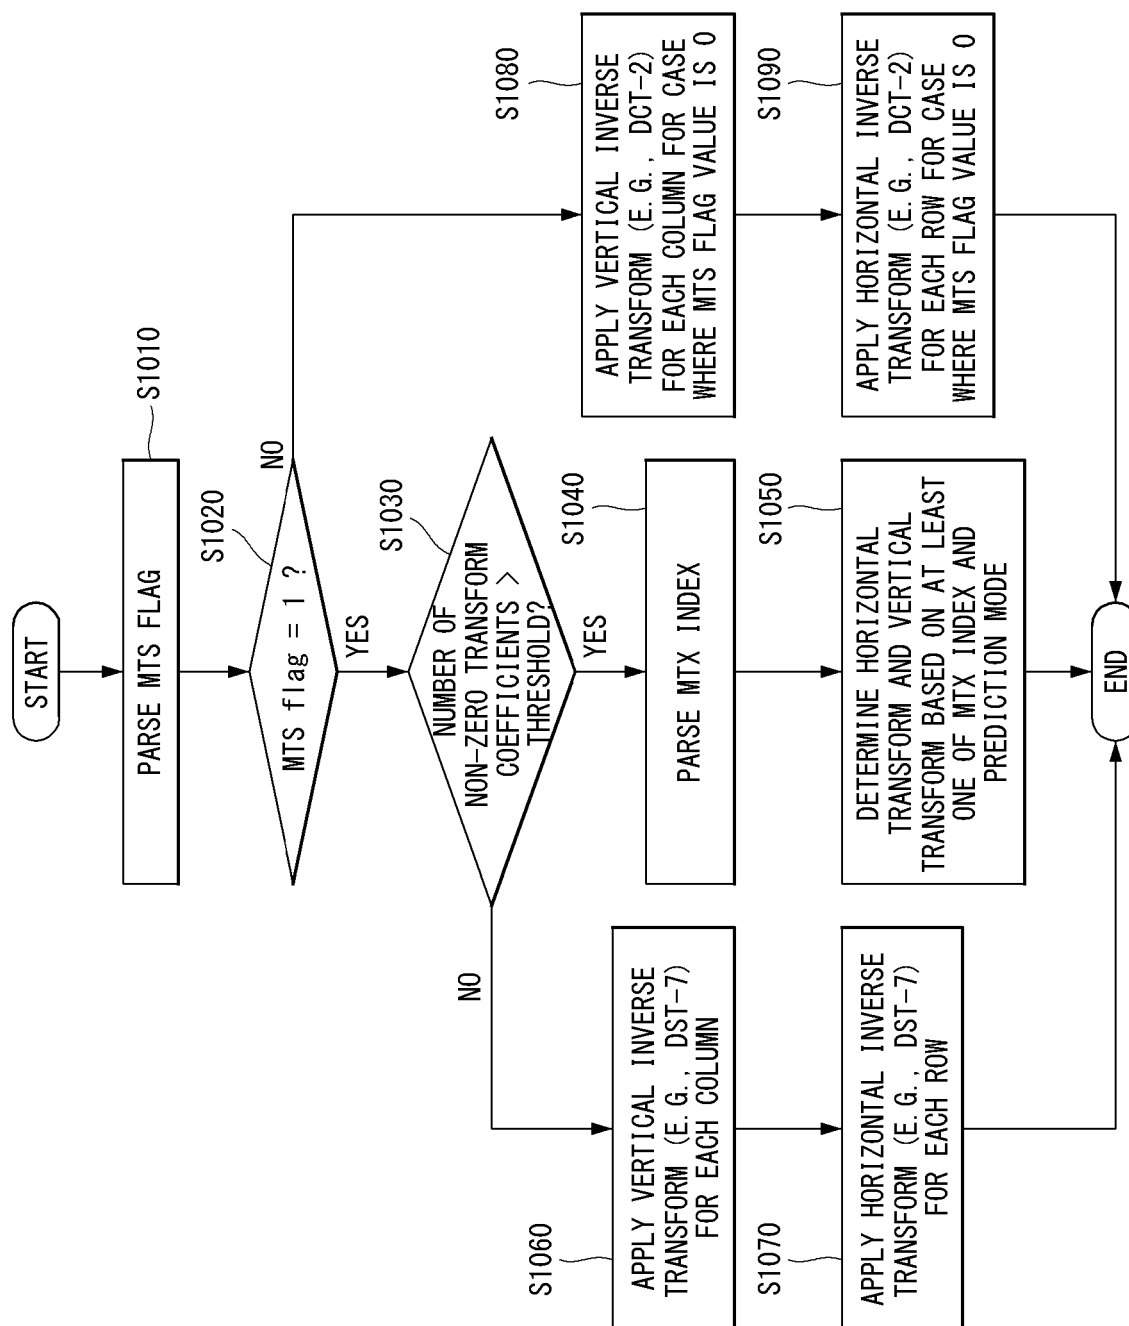 START
PARSE MTS FLAG
S1010
MTS flag = 1 ?
S1020
NO
YES
NUMBER OF
NON-ZERO TRANSFORM
COEFFICIENTS >
THRESHOLD?
S1030
NO
YES
PARSE MTX INDEX
S1040
DETERMINE HORIZONTAL
TRANSFORM AND VERTICAL
TRANSFORM BASED ON AT LEAST
ONE OF MTX INDEX AND
PREDICTION MODE
S1050
APPLY VERTICAL INVERSE
TRANSFORM (E.G., DST-7)
FOR EACH COLUMN
S1060
APPLY HORIZONTAL INVERSE
TRANSFORM (E.G., DST-7)
FOR EACH ROW
S1070
APPLY VERTICAL INVERSE
TRANSFORM (E.G., DCT-2)
FOR EACH COLUMN FOR CASE
WHERE MTS FLAG VALUE IS 0
S1080
APPLY HORIZONTAL INVERSE
TRANSFORM (E.G., DCT-2)
FOR EACH ROW FOR CASE
WHERE MTS FLAG VALUE IS 0
S1090
END